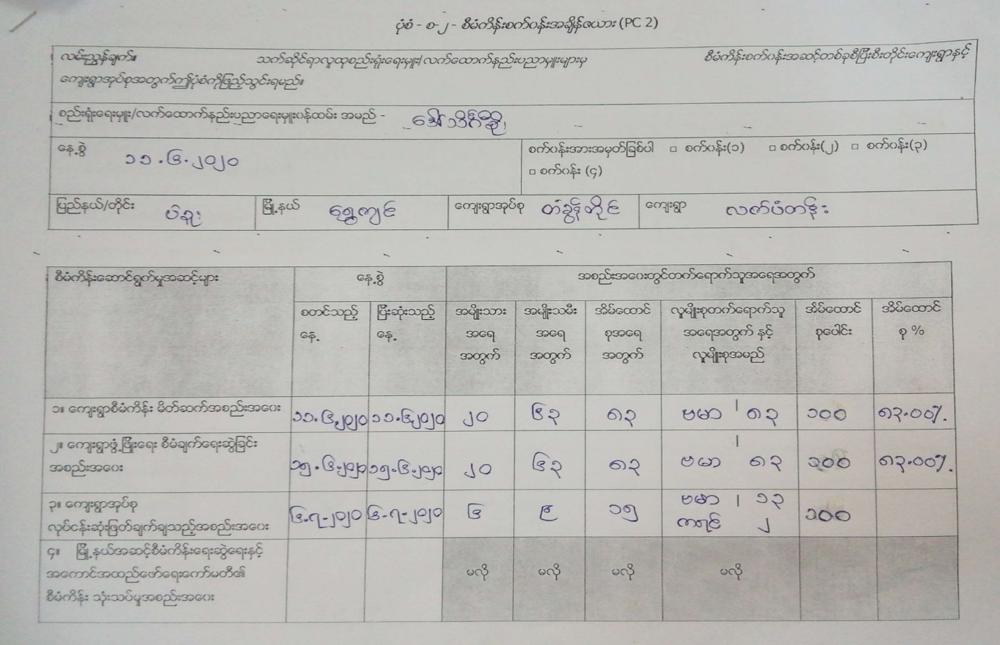 ပုံစံ - စ-၂ - စီမံကိန်းစက်ဝန်းအချိန်ဇယား (PC 2)
လမ်းညွှန်ချက်။ သက်ဆိုင်ရာလူထုစည်းရုံးရေးမှူး/လက်ထောက်နည်းပညာမှူးများမှ စီမံကိန်းစက်ဝန်းအဆင့်တစ်ခုစီပြီးစီးတိုင်းကျေးရွာနှင့်
ကျေးရွာအုပ်စုအတွက်ဤပုံစံကိုဖြည့်သွင်းရမည်။
စည်းရုံးရေးမှူး/လက်ထောက်နည်းပညာရေးမှူးဝန်ထမ်း အမည် - ဒေါ်သိင်္ဂီစိုး
နေ့စွဲ ၁၁.၆.၂၀၂၀ စက်ဝန်းအားအမှတ်ခြစ်ပါ □ စက်ဝန်း(၁) □ စက်ဝန်း(၂) □ စက်ဝန်း(၃)
□ စက်ဝန်း (၄)
ပြည်နယ်/တိုင်း ပဲခူး မြို့နယ် ရွှေကျင် ကျေးရွာအုပ်စု တံခွန်တိုင် ကျေးရွာ လက်ပံတန်း
စီမံကိန်းဆောင်ရွက်မှုအဆင့်များ နေ့စွဲ အစည်းအဝေးတွင်တက်ရောက်သူအရေအတွက်
စတင်သည့် ပြီးဆုံးသည့် အမျိုးသား အမျိုးသမီး အိမ်ထောင် လူမျိုးစုတက်ရောက်သူ အိမ်ထောင် အိမ်ထောင်
နေ့ နေ့ အရေ အရေ စုအရေ အရေအတွက် နှင့် စုပေါင်း စု %
အတွက် အတွက် အတွက် လူမျိုးစုအမည်
၁။ ကျေးရွာစီမံကိန်း မိတ်ဆက်အစည်းအဝေး ၁၁.၆.၂၀၂၀ ၁၁.၆.၂၀၂၀ ၂၀ ၆၃ ၈၃ ဗမာ | ၈၃ ၁၀၀ ၈၃.၀၀%.
၂။ ကျေးရွာဖွံ့ဖြိုးရေး စီမံချက်ရေးဆွဲခြင်း
အစည်းအဝေး ၁၅.၆.၂၀၂၀ ၁၅.၆.၂၀၂၀ ၂၀ ၆၃ ၈၃ ဗမာ | ၈၃ ၁၀၀ ၈၃.၀၀%.
၃။ ကျေးရွာအုပ်စု ဗမာ | ၁၃
လုပ်ငန်းဆုံးဖြတ်ချက်ချသည့်အစည်းအဝေး ၆-၇-၂၀၂၀ ၆-၇-၂၀၂၀ ၆ ၉ ၁၅ ကရင် ၂ ၁၀၀
၄။ မြို့နယ်အဆင့်စီမံကိန်းရေးဆွဲရေးနှင့်
အကောင်အထည်ဖော်ရေးကော်မတီ၏ မလို မလို မလို မလို
စီမံကိန်း သုံးသပ်မှုအစည်းအဝေး